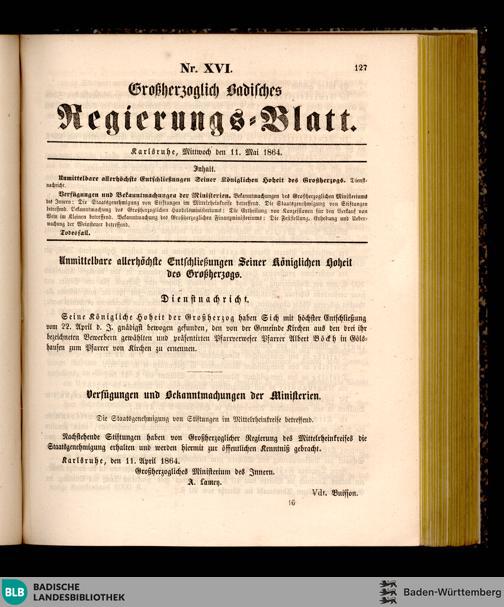 Nr. XVI. 127
Großherzoglich Badisches
Regierungs-Blatt.
Karlsruhe, Mittwoch den 11. Mai 1864.
Inhalt.
Unmittelbare allerhöchste Entschließungen Seiner Königlichen Hoheit des Großherzogs. Dienst-
nachricht.
Verfügungen und Bekanntmachungen der Ministerien. Bekanntmachungen des Großherzoglichen Ministeriums
des Innern: Die Staatsgenehmigung von Stiftungen im Mittelrheinkreise betreffend. Die Staatsgenehmigung von Stiftungen
betreffend. Bekanntmachung des Großherzoglichen Handelsministeriums: Die Ertheilung von Konzessionen für den Verkauf von
Wein im Kleinen betreffend. Bekanntmachung des Großherzoglichen Finanzministeriums: Die Feststellung, Erhebung und Ueber-
wachung der Weinsteuer betreffend.
Todesfall.
Unmittelbare allerhöchste Entschließungen Seiner Königlichen Hoheit
des Großherzogs.
Dienstnachricht.
Seine Königliche Hoheit der Großherzog haben Sich mit höchster Entschließung
vom 22. April d. J. gnädigst bewogen gefunden, den von der Gemeinde Kirchen aus den drei ihr
bezeichneten Bewerbern gewählten und präsentirten Pfarrverweser Pfarrer Albert Böckh in Göls-
hausen zum Pfarrer von Kirchen zu ernennen.
Verfügungen und Bekanntmachungen der Ministerien.
Die Staatsgenehmigung von Stiftungen im Mittelrheinkreise betreffend.
Nachstehende Stiftungen haben von Großherzoglicher Regierung des Mittelrheinkreises die
Staatsgenehmigung erhalten und werden hiermit zur öffentlichen Kenntniß gebracht.
Karlsruhe, den 11. April 1864.
Großherzogliches Ministerium des Innern.
A. Lamey.
Vdt. Buisson.
16
BLB BADISCHE
LANDESBIBLIOTHEK
Baden-Württemberg